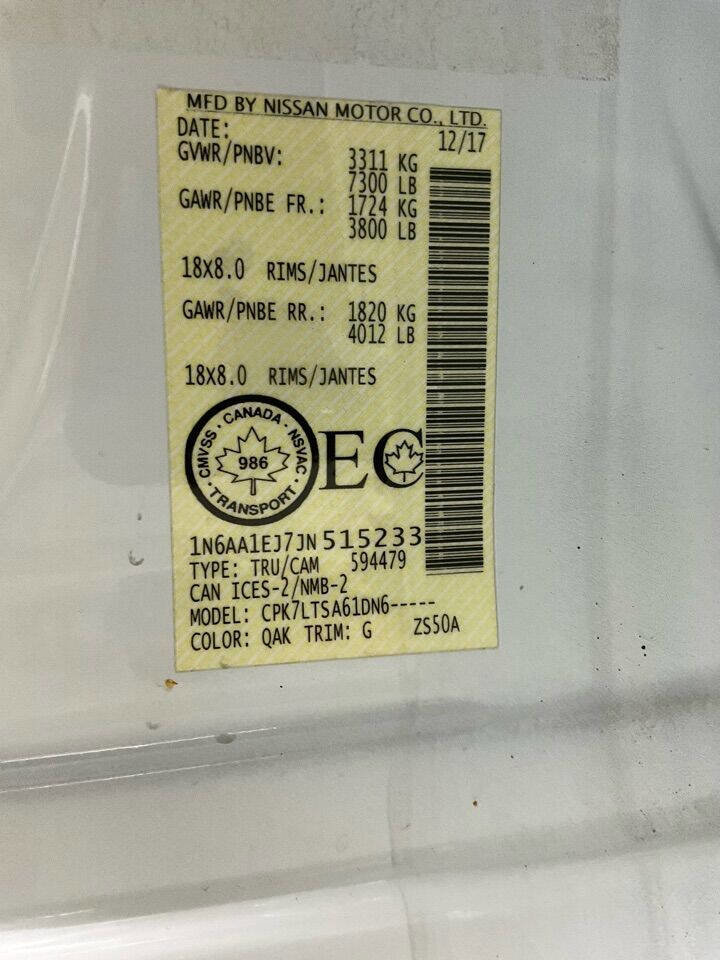 MFD BY NISSAN MOTOR CO., LTD.
DATE: 12/17
GVWR/PNBV: 3311 KG
7300 LB
GAWR/PNBE FR.: 1724 KG
3800 LB
18X8.0 RIMS/JANTES
GAWR/PNBE RR.: 1820 KG
4012 LB
18X8.0 RIMS/JANTES
CMVSS · CANADA · NSVAC · TRANSPORT ·
986
EC
1N6AA1EJ7JN515233
TYPE: TRU/CAM 594479
CAN ICES-2/NMB-2
MODEL: CPK7LTSA61DN6-----
COLOR: QAK TRIM: G ZS50A